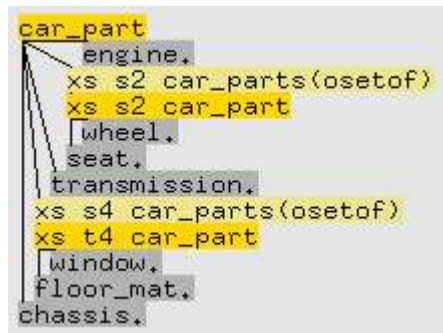 car_part
engine.
xs s2 car_parts(osetof)
xs s2 car_part
wheel.
seat.
transmission.
xs s4 car_parts(osetof)
xs t4 car_part
window.
floor_mat.
chassis.